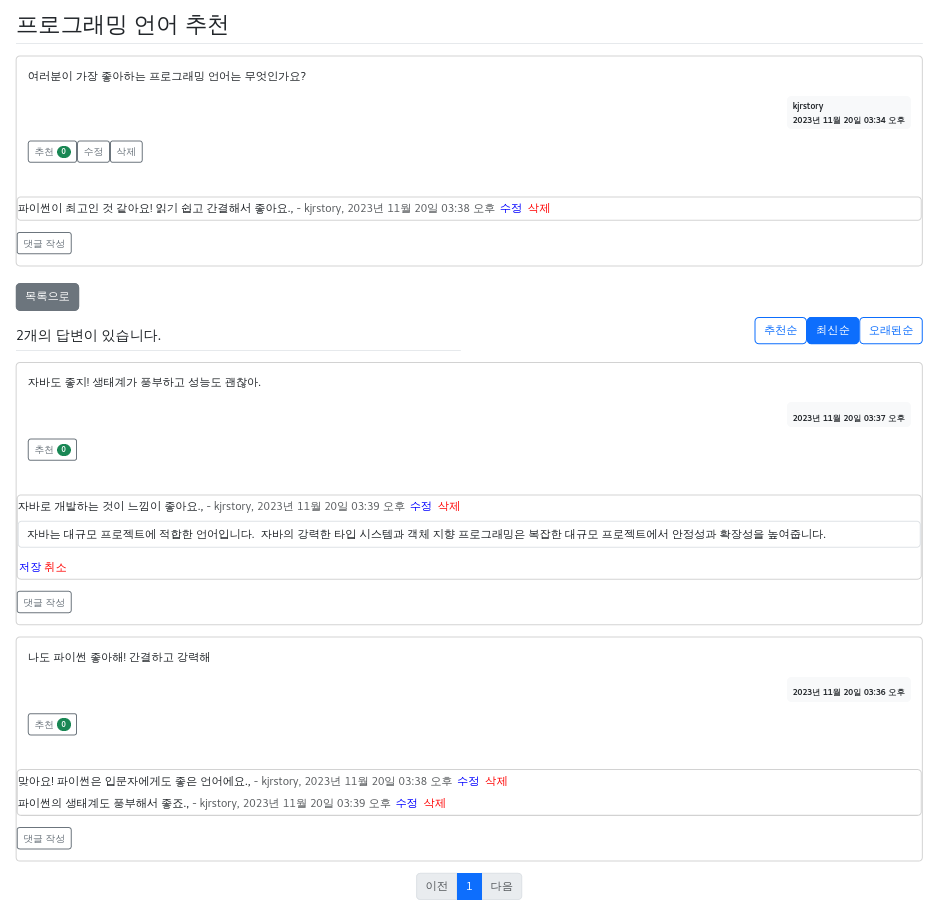 프로그래밍 언어 추천
여러분이 가장 좋아하는 프로그래밍 언어는 무엇인가요?
kjrstory
2023년 11월 20일 03:34 오후
추천 0 수정 삭제
파이썬이 최고인 것 같아요! 읽기 쉽고 간결해서 좋아요., - kjrstory, 2023년 11월 20일 03:38 오후 수정 삭제
댓글 작성
목록으로
2개의 답변이 있습니다.
추천순 최신순 오래된순
자바도 좋지! 생태계가 풍부하고 성능도 괜찮아.
2023년 11월 20일 03:37 오후
추천 0
자바로 개발하는 것이 느낌이 좋아요., - kjrstory, 2023년 11월 20일 03:39 오후 수정 삭제
자바는 대규모 프로젝트에 적합한 언어입니다. 자바의 강력한 타입 시스템과 객체 지향 프로그래밍은 복잡한 대규모 프로젝트에서 안정성과 확장성을 높여줍니다.
저장 취소
댓글 작성
나도 파이썬 좋아해! 간결하고 강력해
2023년 11월 20일 03:36 오후
추천 0
맞아요! 파이썬은 입문자에게도 좋은 언어에요., - kjrstory, 2023년 11월 20일 03:38 오후 수정 삭제
파이썬의 생태계도 풍부해서 좋죠., - kjrstory, 2023년 11월 20일 03:39 오후 수정 삭제
댓글 작성
이전 1 다음